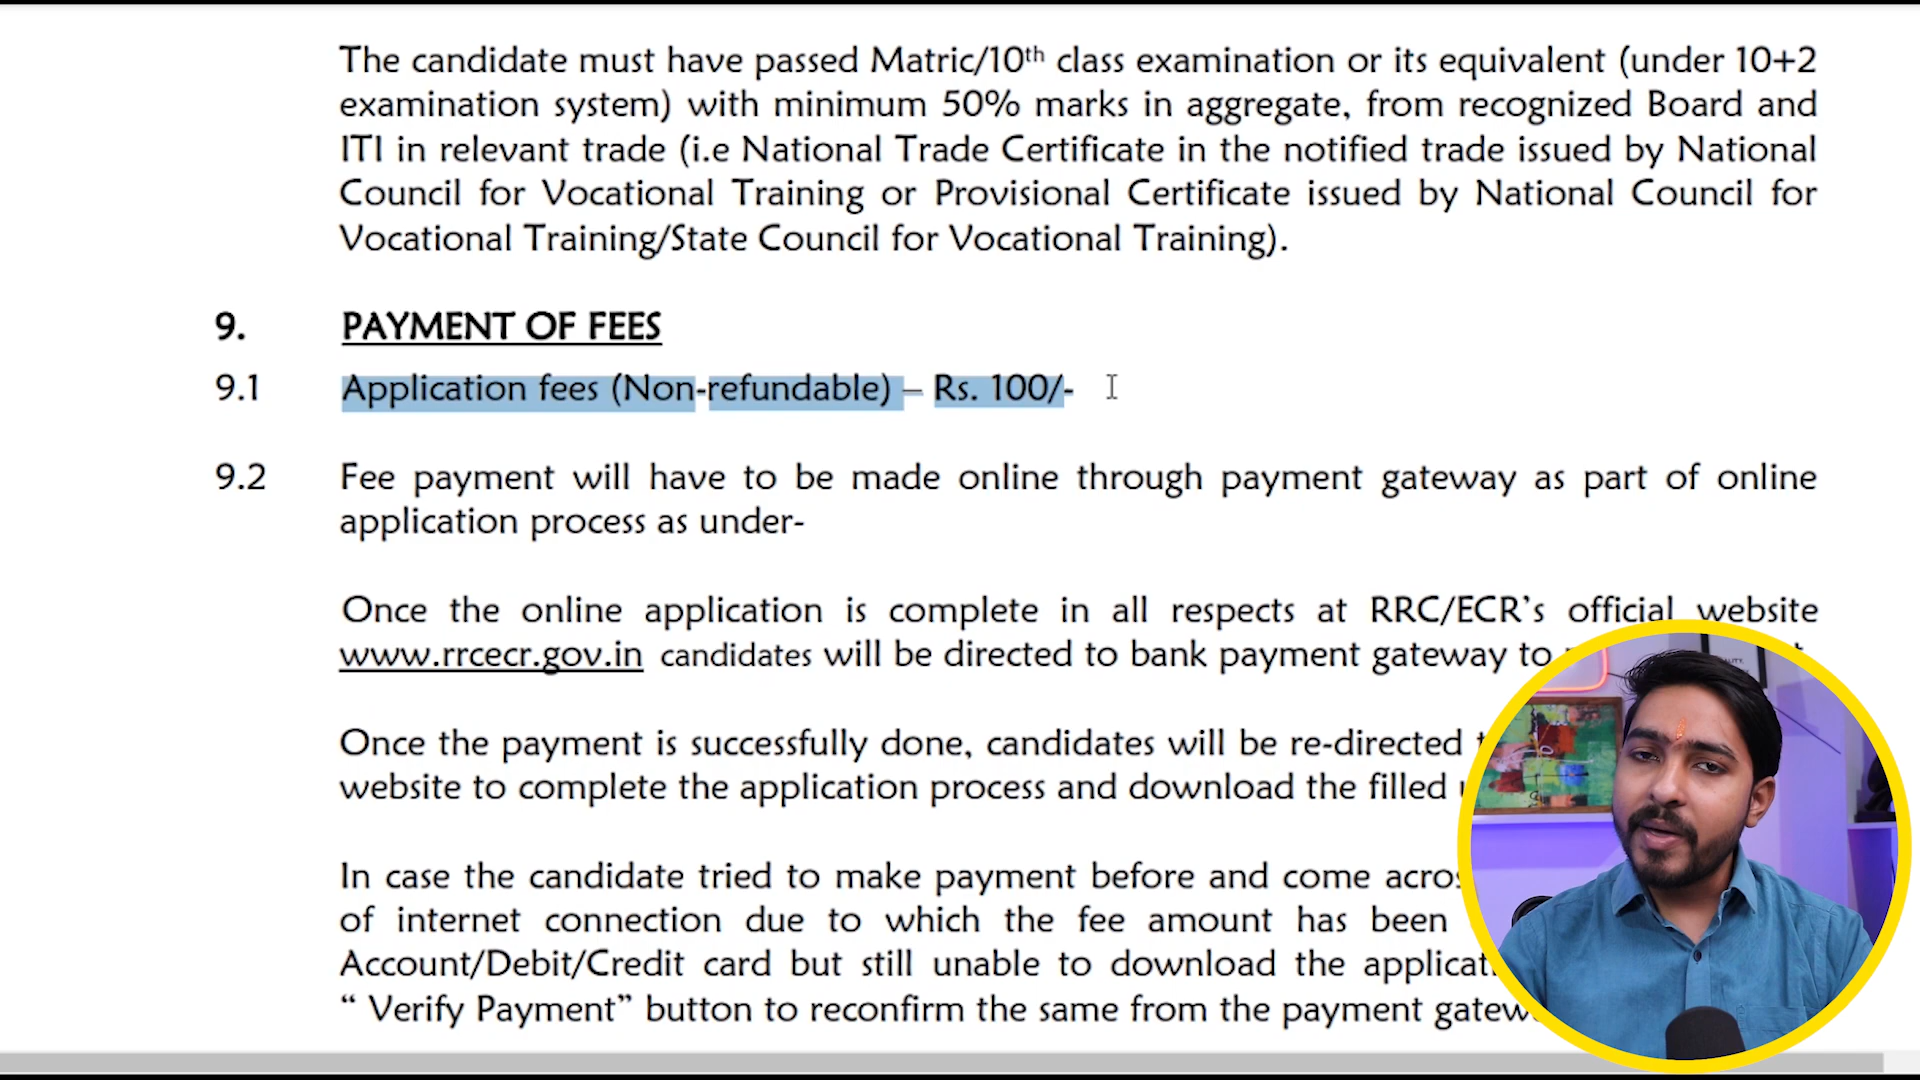 The candidate must have passed Matric/10th class examination or its equivalent (under 10+2
examination system) with minimum 50% marks in aggregate, from recognized Board and
ITI in relevant trade (i.e National Trade Certificate in the notified trade issued by National
Council for Vocational Training or Provisional Certificate issued by National Council for
Vocational Training/State Council for Vocational Training).
9. PAYMENT OF FEES
9.1 Application fees (Non-refundable) – Rs. 100/-
9.2 Fee payment will have to be made online through payment gateway as part of online
application process as under-
Once the online application is complete in all respects at RRC/ECR’s official website
www.rrcecr.gov.in candidates will be directed to bank payment gateway to
Once the payment is successfully done, candidates will be re-directed
website to complete the application process and download the filled
In case the candidate tried to make payment before and come
of internet connection due to which the fee amount has been
Account/Debit/Credit card but still unable to download the
“ Verify Payment” button to reconfirm the same from the payment